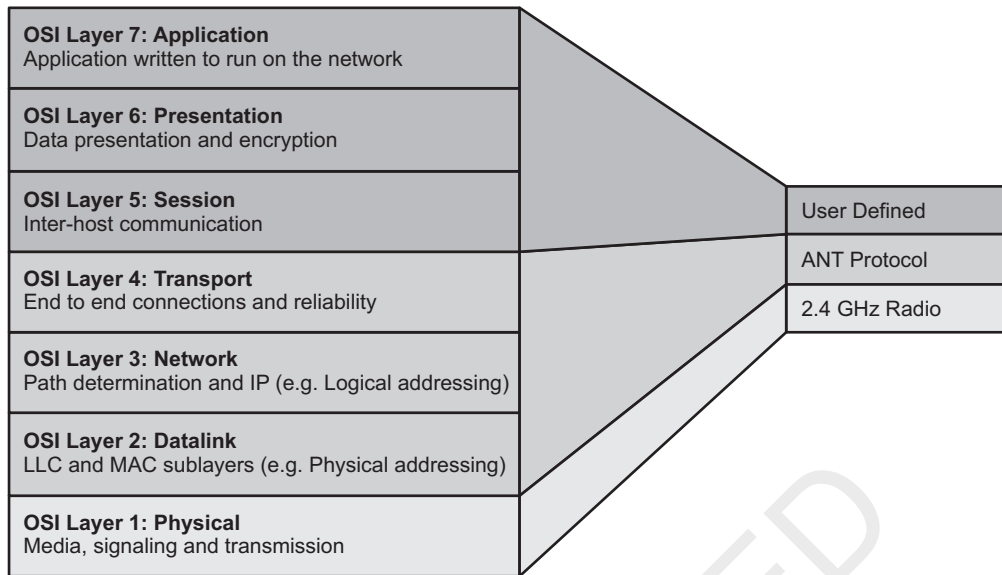 OSI Layer 7: Application
Application written to run on the network
OSI Layer 6: Presentation
Data presentation and encryption
OSI Layer 5: Session
Inter-host communication
OSI Layer 4: Transport
End to end connections and reliability
OSI Layer 3: Network
Path determination and IP (e.g. Logical addressing)
OSI Layer 2: Datalink
LLC and MAC sublayers (e.g. Physical addressing)
OSI Layer 1: Physical
Media, signaling and transmission
User Defined
ANT Protocol
2.4 GHz Radio
ED